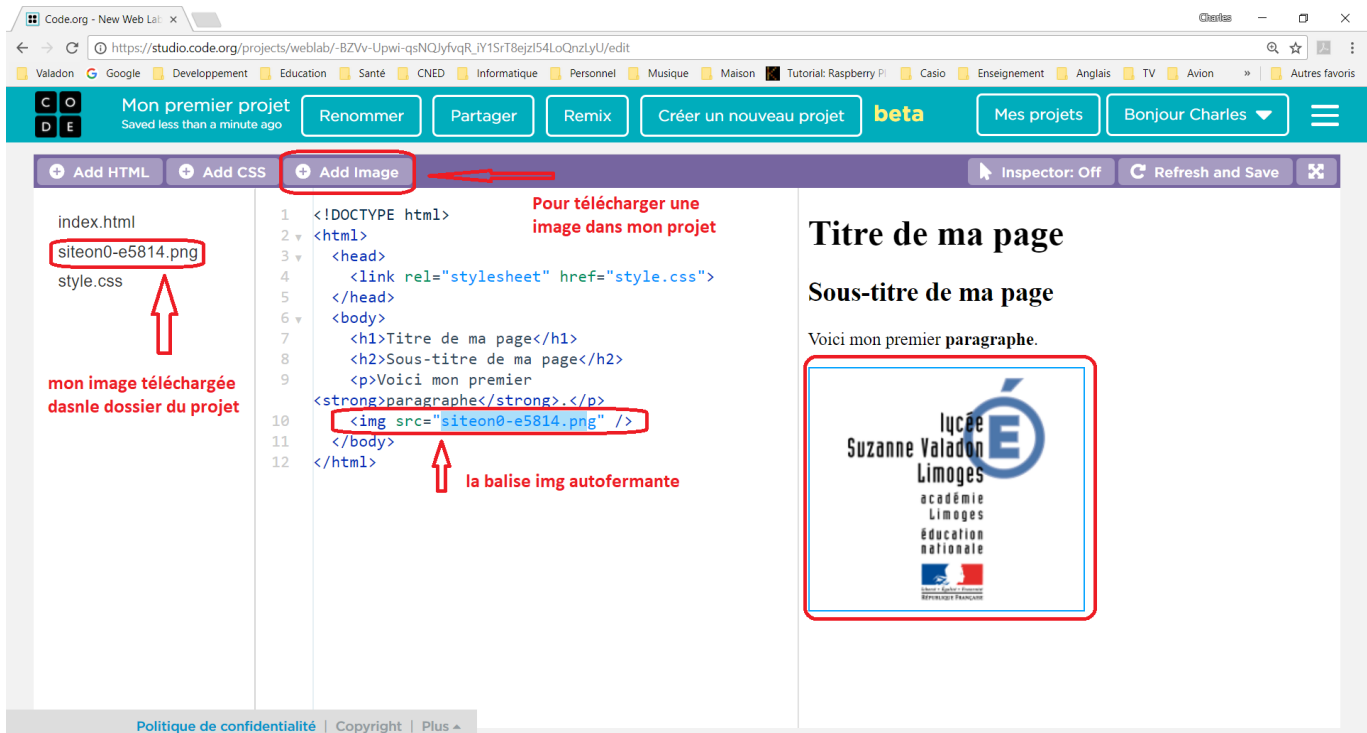 Code.org - New Web Lab
Charles
https://studio.code.org/projects/weblab/-BZVv-Upwi-qsNQJyfvqR_iY1SrT8ejzI54LoQnzLyU/edit
Valadon Google Developpement Education Santé CNED Informatique Personnel Musique Maison Tutorial: Raspberry Pi Casio Enseignement Anglais TV Avion » Autres favoris
C O
D E
Mon premier projet
Saved less than a minute ago
Renommer
Partager
Remix
Créer un nouveau projet
beta
Mes projets
Bonjour Charles
Add HTML
Add CSS
Add Image
Inspector: Off
Refresh and Save
index.html
siteon0-e5814.png
style.css
mon image téléchargée
dasnle dossier du projet
Pour télécharger une
image dans mon projet
1 <!DOCTYPE html>
2 <html>
3 <head>
4 <link rel="stylesheet" href="style.css">
5 </head>
6 <body>
7 <h1>Titre de ma page</h1>
8 <h2>Sous-titre de ma page</h2>
9 <p>Voici mon premier
<strong>paragraphe</strong>.</p>
10 <img src="siteon0-e5814.png" />
11 </body>
12 </html>
la balise img autofermante
Titre de ma page
Sous-titre de ma page
Voici mon premier paragraphe.
lycée
Suzanne Valadon
Limoges
académie
Limoges
éducation
nationale
Liberté • Égalité • Fraternité
RÉPUBLIQUE FRANÇAISE
Politique de confidentialité | Copyright | Plus